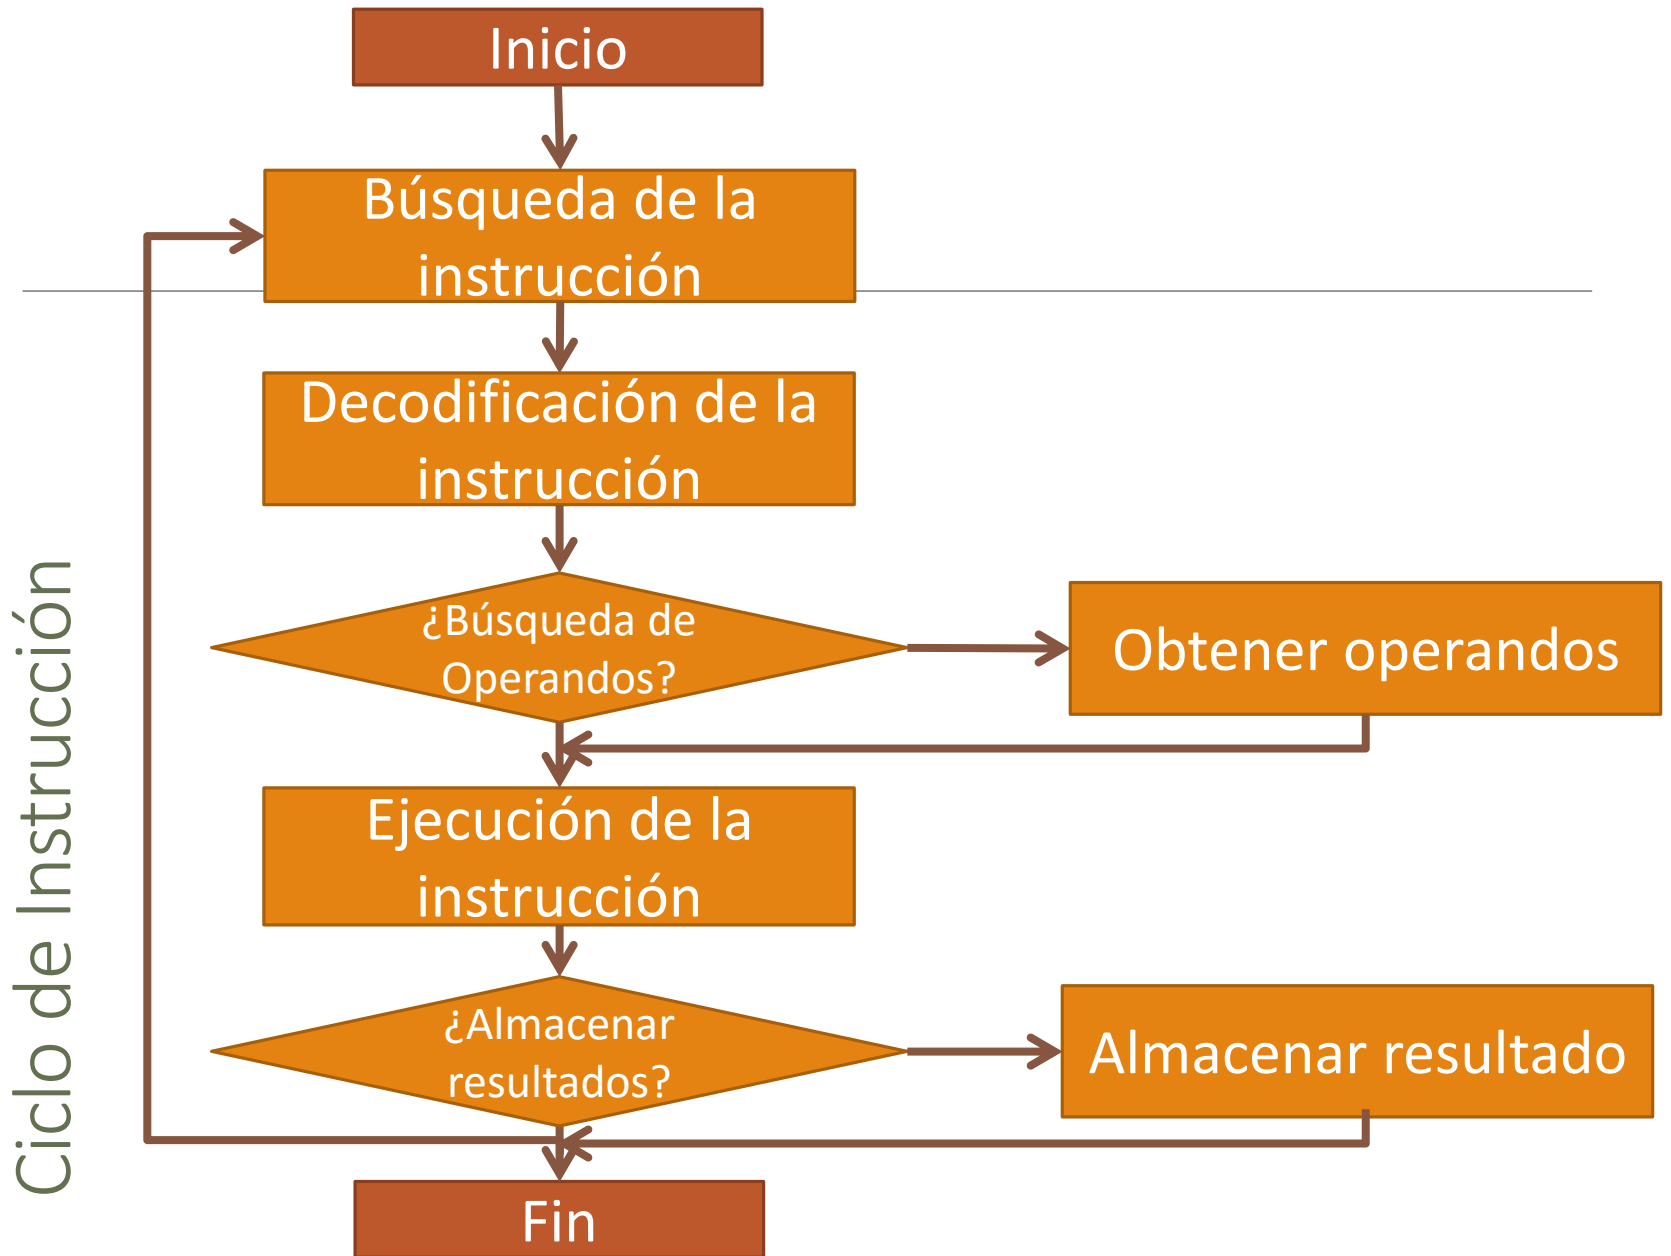 Inicio
Búsqueda de la
instrucción
Decodificación de la
instrucción
¿Búsqueda de
Operandos?
Obtener operandos
Ejecución de la
instrucción
¿Almacenar
resultados?
Almacenar resultado
Fin
Ciclo de Instrucción